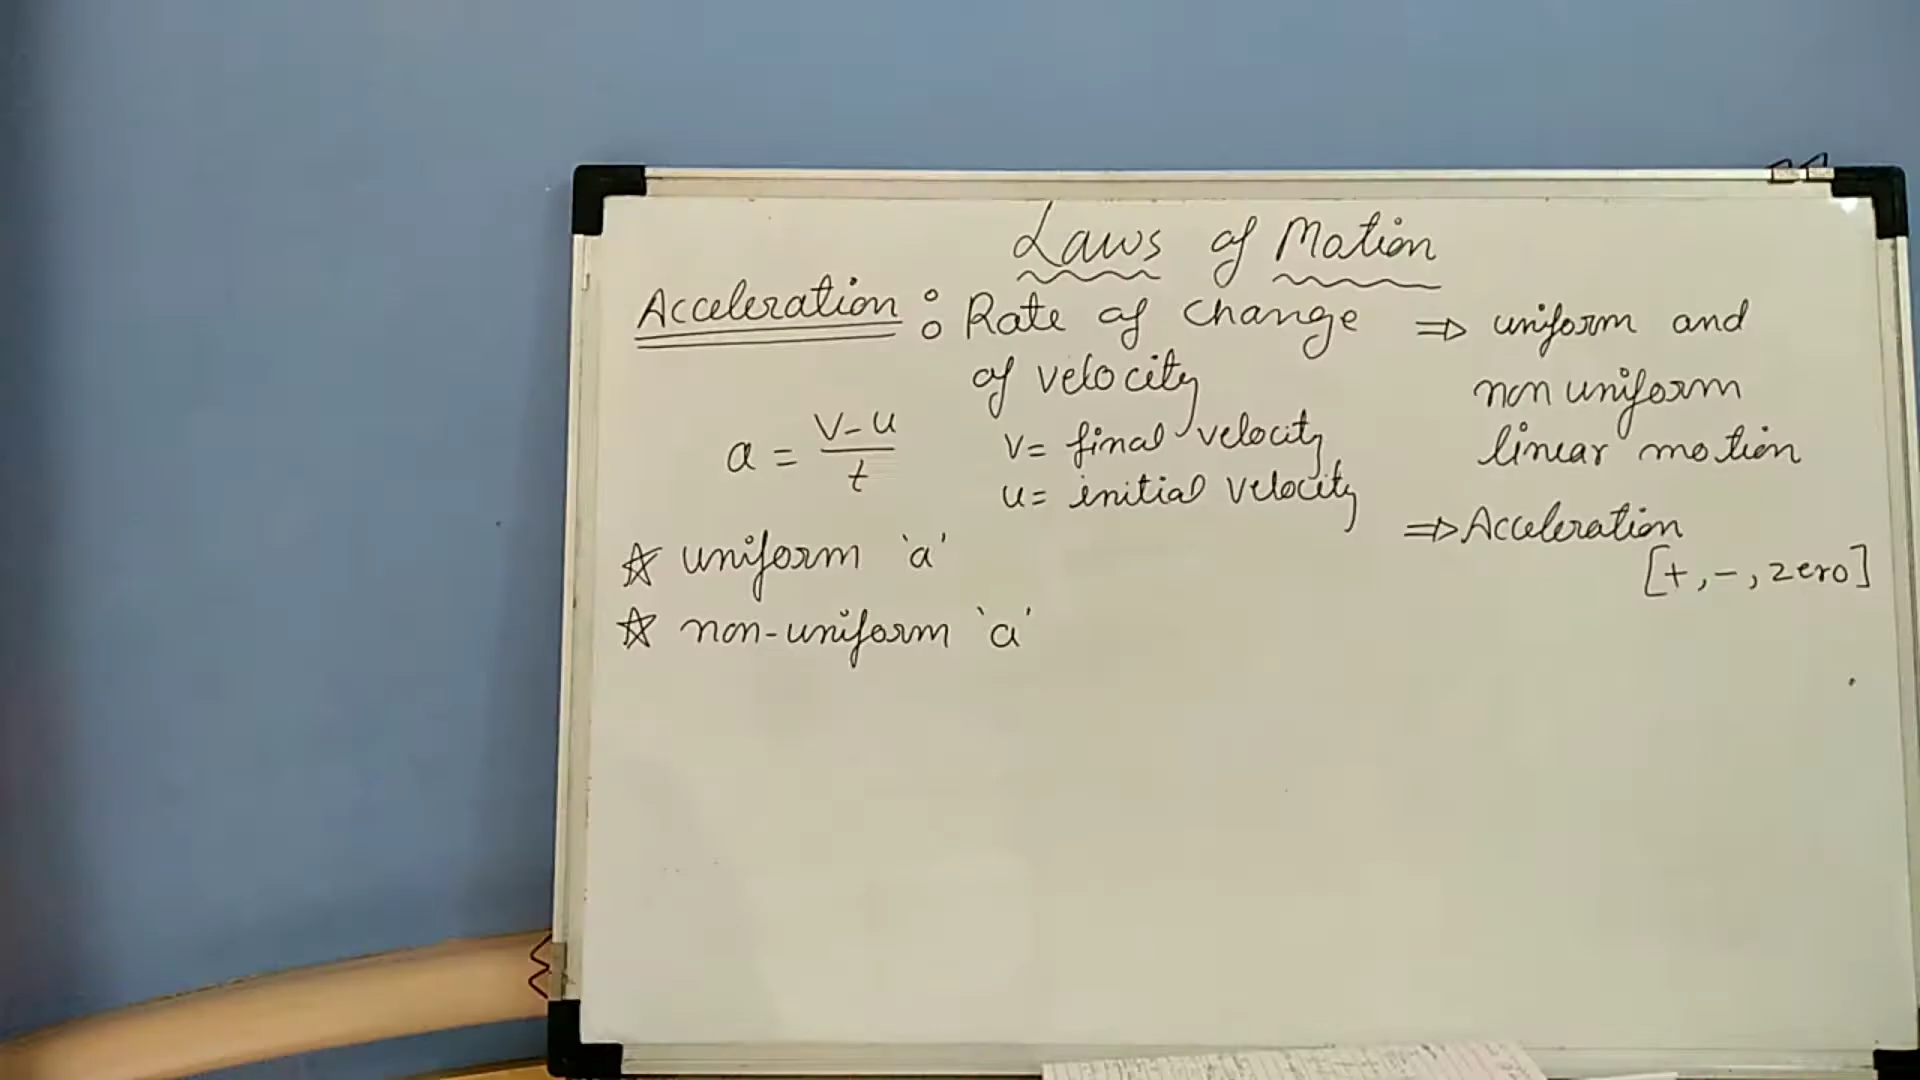 Laws of Motion
Acceleration : Rate of change
of velocity
a = v-u / t
v= final velocity
u= initial velocity
☆ uniform 'a'
☆ non-uniform 'a'
⇒ uniform and
non uniform
linear motion
⇒ Acceleration
[+, -, zero]